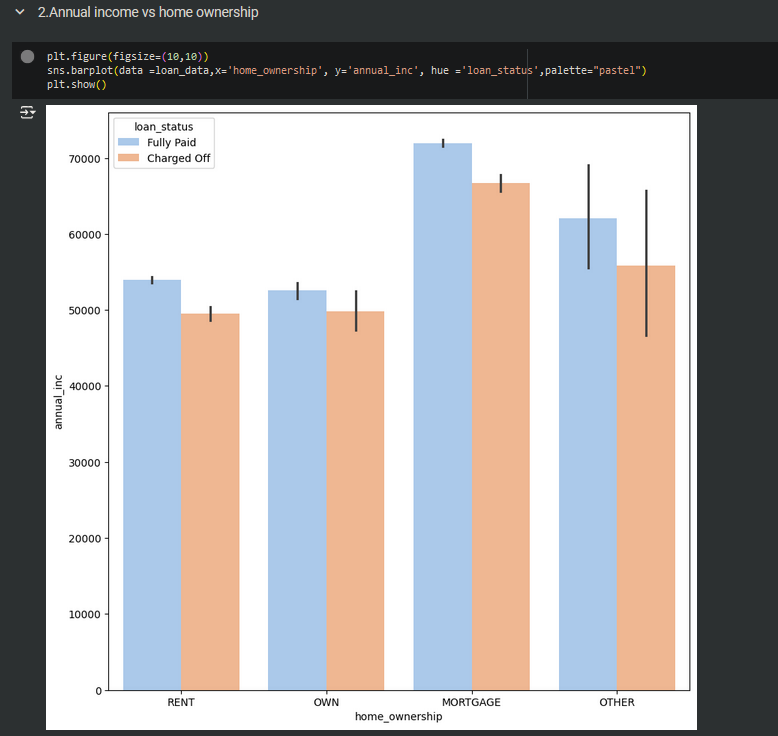 2.Annual income vs home ownership
plt.figure(figsize=(10,10))
sns.barplot(data =loan_data,x='home_ownership', y='annual_inc', hue ='loan_status',palette="pastel")
plt.show()
loan_status
Fully Paid
Charged Off
70000
60000
50000
40000
30000
20000
10000
0
annual_inc
RENT OWN MORTGAGE OTHER
home_ownership